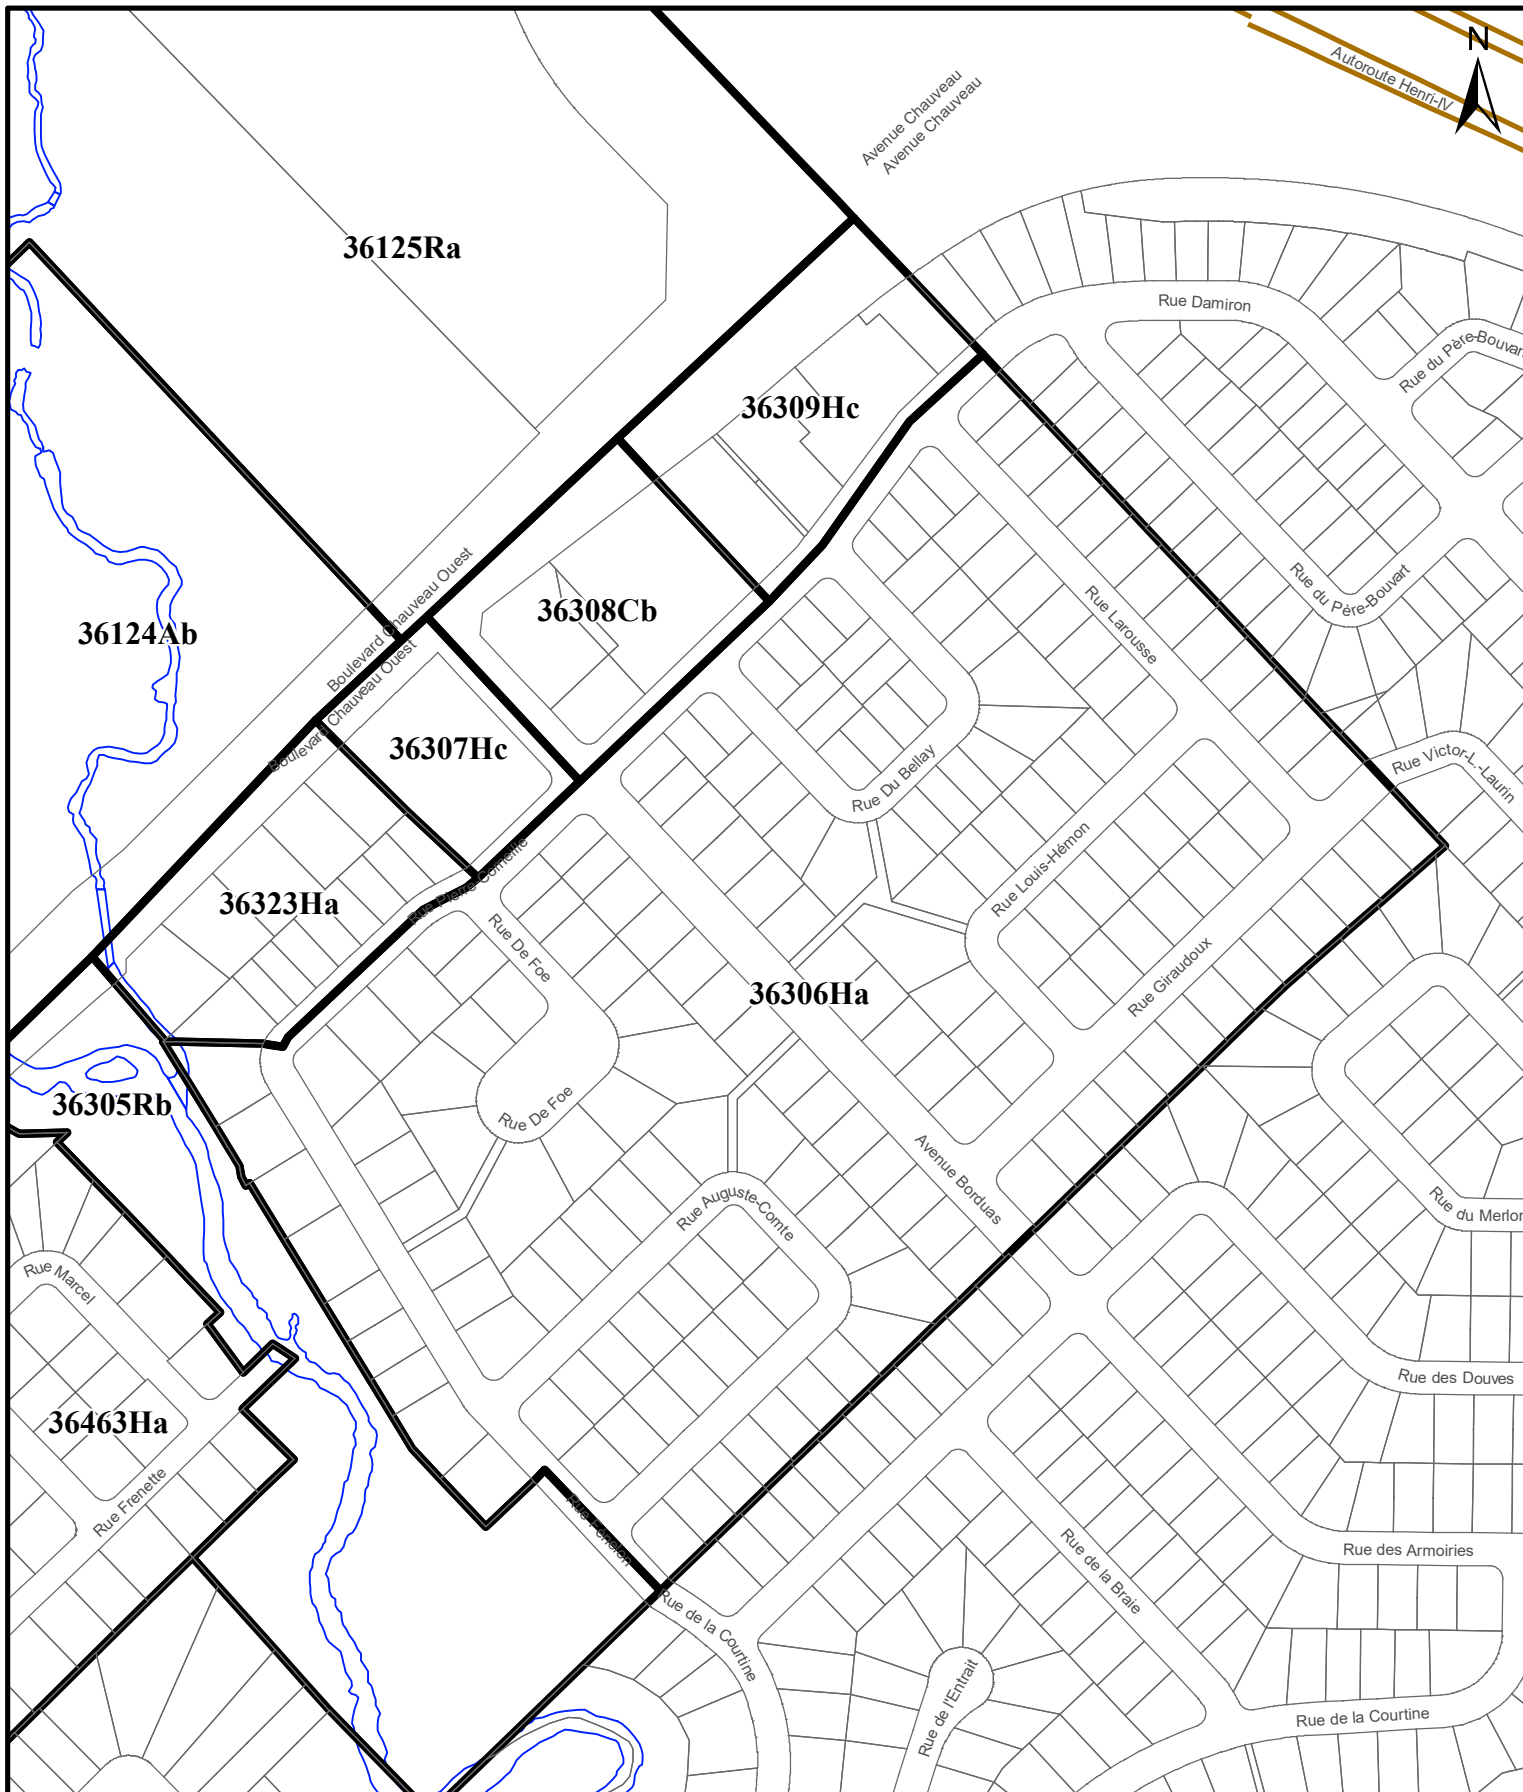 N
Autoroute Henri-IV
Avenue Chauveau
Avenue Chauveau
36125Ra
Rue Damiron
Rue du Père-Bouvar
36309Hc
Boulevard Chauveau Ouest
Boulevard Chauveau Ouest
36308Cb
36124Ab
Rue Larousse
Rue du Père-Bouvart
36307Hc
Rue Du Bellay
Rue Victor-L.-Laurin
Rue Pierre-Corneille
36323Ha
Rue De Foe
Rue Louis-Hémon
Rue Giraudoux
36306Ha
36305Rb
Rue De Foe
Avenue Borduas
Rue Auguste-Comte
Rue du Merlon
Rue Marcel
Rue des Douves
36463Ha
Rue Frenette
Rue Fénelon
Rue de la Braie
Rue des Armoiries
Rue de la Courtine
Rue de l'Entrait
Rue de la Courtine